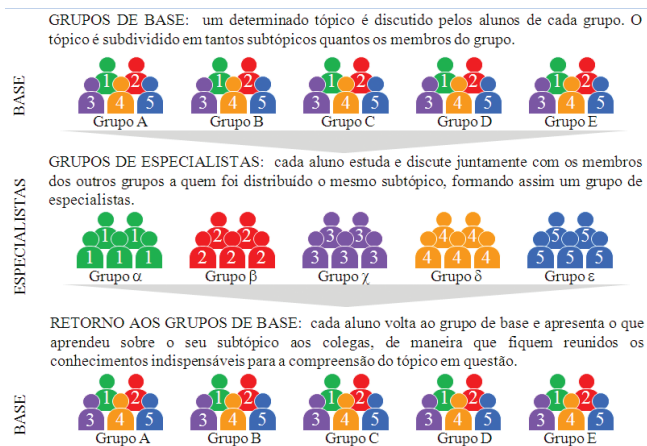 GRUPOS DE BASE: um determinado tópico é discutido pelos alunos de cada grupo. O
tópico é subdividido em tantos subtópicos quantos os membros do grupo.
BASE
1 2 1 2 1 2 1 2 1 2
3 4 5 3 4 5 3 4 5 3 4 5 3 4 5
Grupo A Grupo B Grupo C Grupo D Grupo E
GRUPOS DE ESPECIALISTAS: cada aluno estuda e discute juntamente com os membros
dos outros grupos a quem foi distribuído o mesmo subtópico, formando assim um grupo de
especialistas.
ESPECIALISTAS
1 1 2 2 3 3 4 4 5 5
1 1 1 2 2 2 3 3 3 4 4 4 5 5 5
Grupo α Grupo β Grupo χ Grupo δ Grupo ε
RETORNO AOS GRUPOS DE BASE: cada aluno volta ao grupo de base e apresenta o que
aprendeu sobre o seu subtópico aos colegas, de maneira que fiquem reunidos os
conhecimentos indispensáveis para a compreensão do tópico em questão.
BASE
1 2 1 2 1 2 1 2 1 2
3 4 5 3 4 5 3 4 5 3 4 5 3 4 5
Grupo A Grupo B Grupo C Grupo D Grupo E